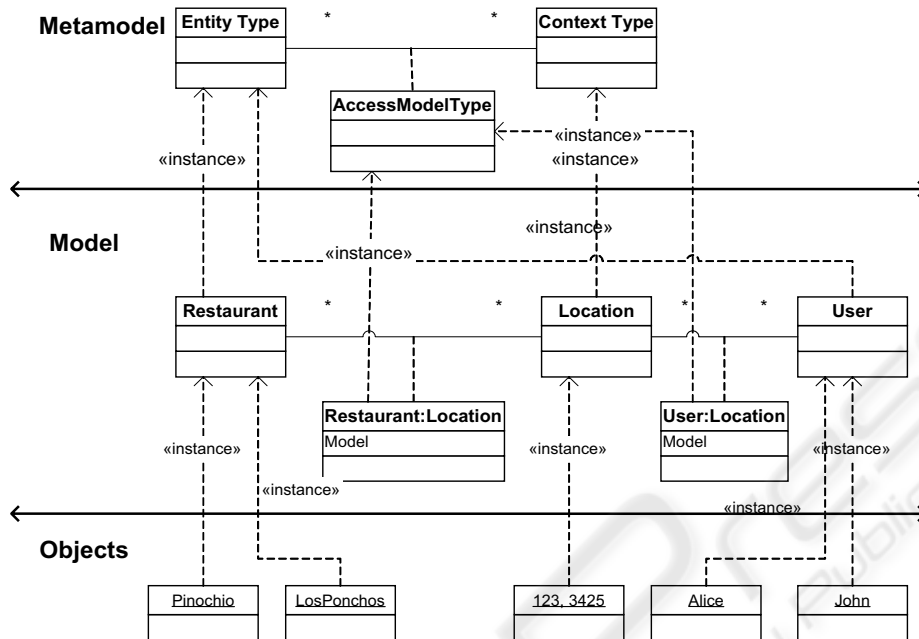 Metamodel
Entity Type
*
*
Context Type
AccessModelType
«instance»
«instance»
«instance»
«instance»
«instance»
Model
Restaurant
*
*
Location
*
*
User
Restaurant:Location
Model
User:Location
Model
«instance»
«instance»
«instance»
«instance»
«instance»
Objects
Pinochio
LosPonchos
123, 3425
Alice
John